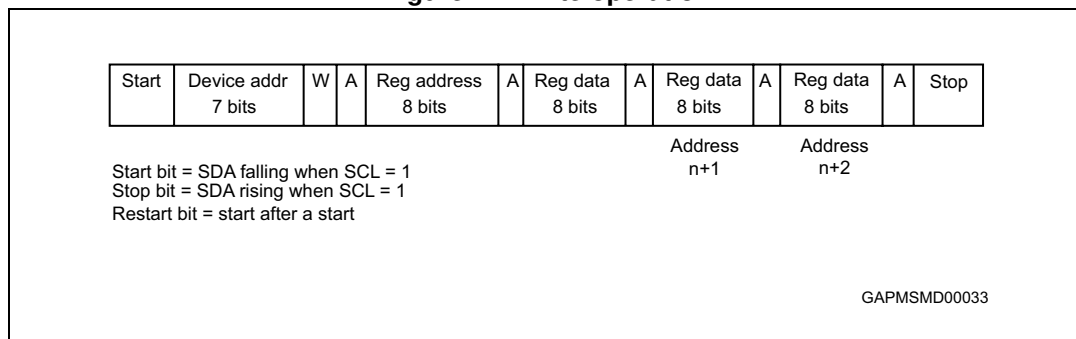 Start Device addr W A Reg address A Reg data A Reg data A Reg data A Stop
7 bits 8 bits 8 bits 8 bits 8 bits
Address Address
n+1 n+2
Start bit = SDA falling when SCL = 1
Stop bit = SDA rising when SCL = 1
Restart bit = start after a start
GAPMSMD00033